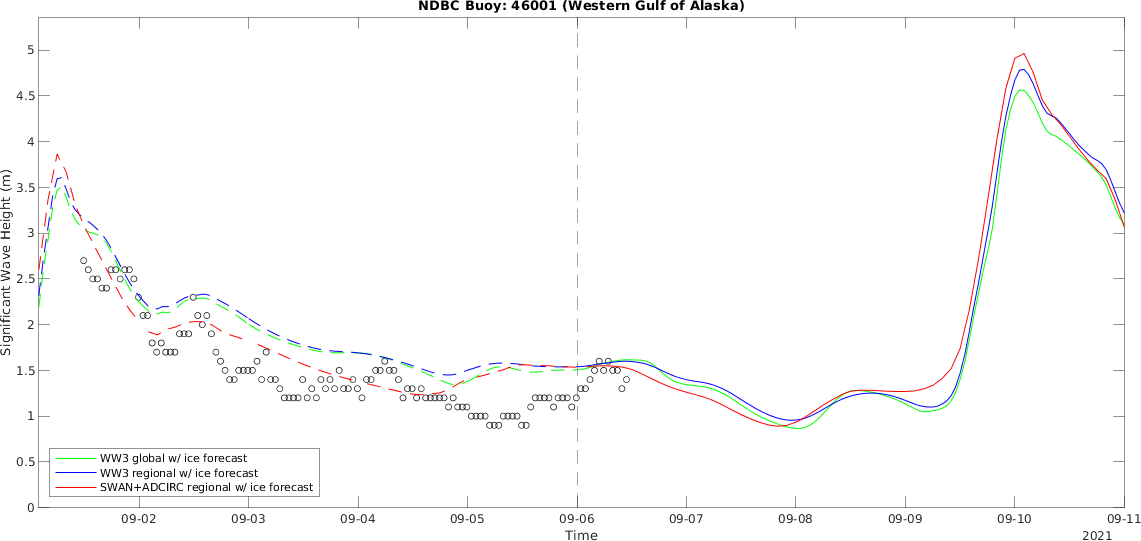 NDBC Buoy: 46001 (Western Gulf of Alaska)
Significant Wave Height (m)
5
4.5
4
3.5
3
2.5
2
1.5
1
0.5
0
WW3 global w/ ice forecast
WW3 regional w/ ice forecast
SWAN+ADCIRC regional w/ ice forecast
09-02 09-03 09-04 09-05 09-06 09-07 09-08 09-09 09-10 09-11
Time
2021